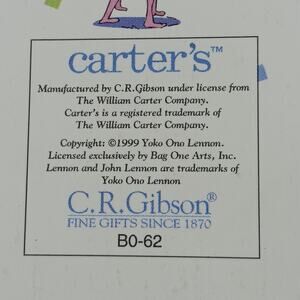 carter's™
Manufactured by C.R.Gibson under license from
The William Carter Company.
Carter's is a registered trademark of
The William Carter Company.
Copyright: ©1999 Yoko Ono Lennon.
Licensed exclusively by Bag One Arts, Inc.
Lennon and John Lennon are trademarks of
Yoko Ono Lennon
C.R.Gibson®
FINE GIFTS SINCE 1870
B0-62